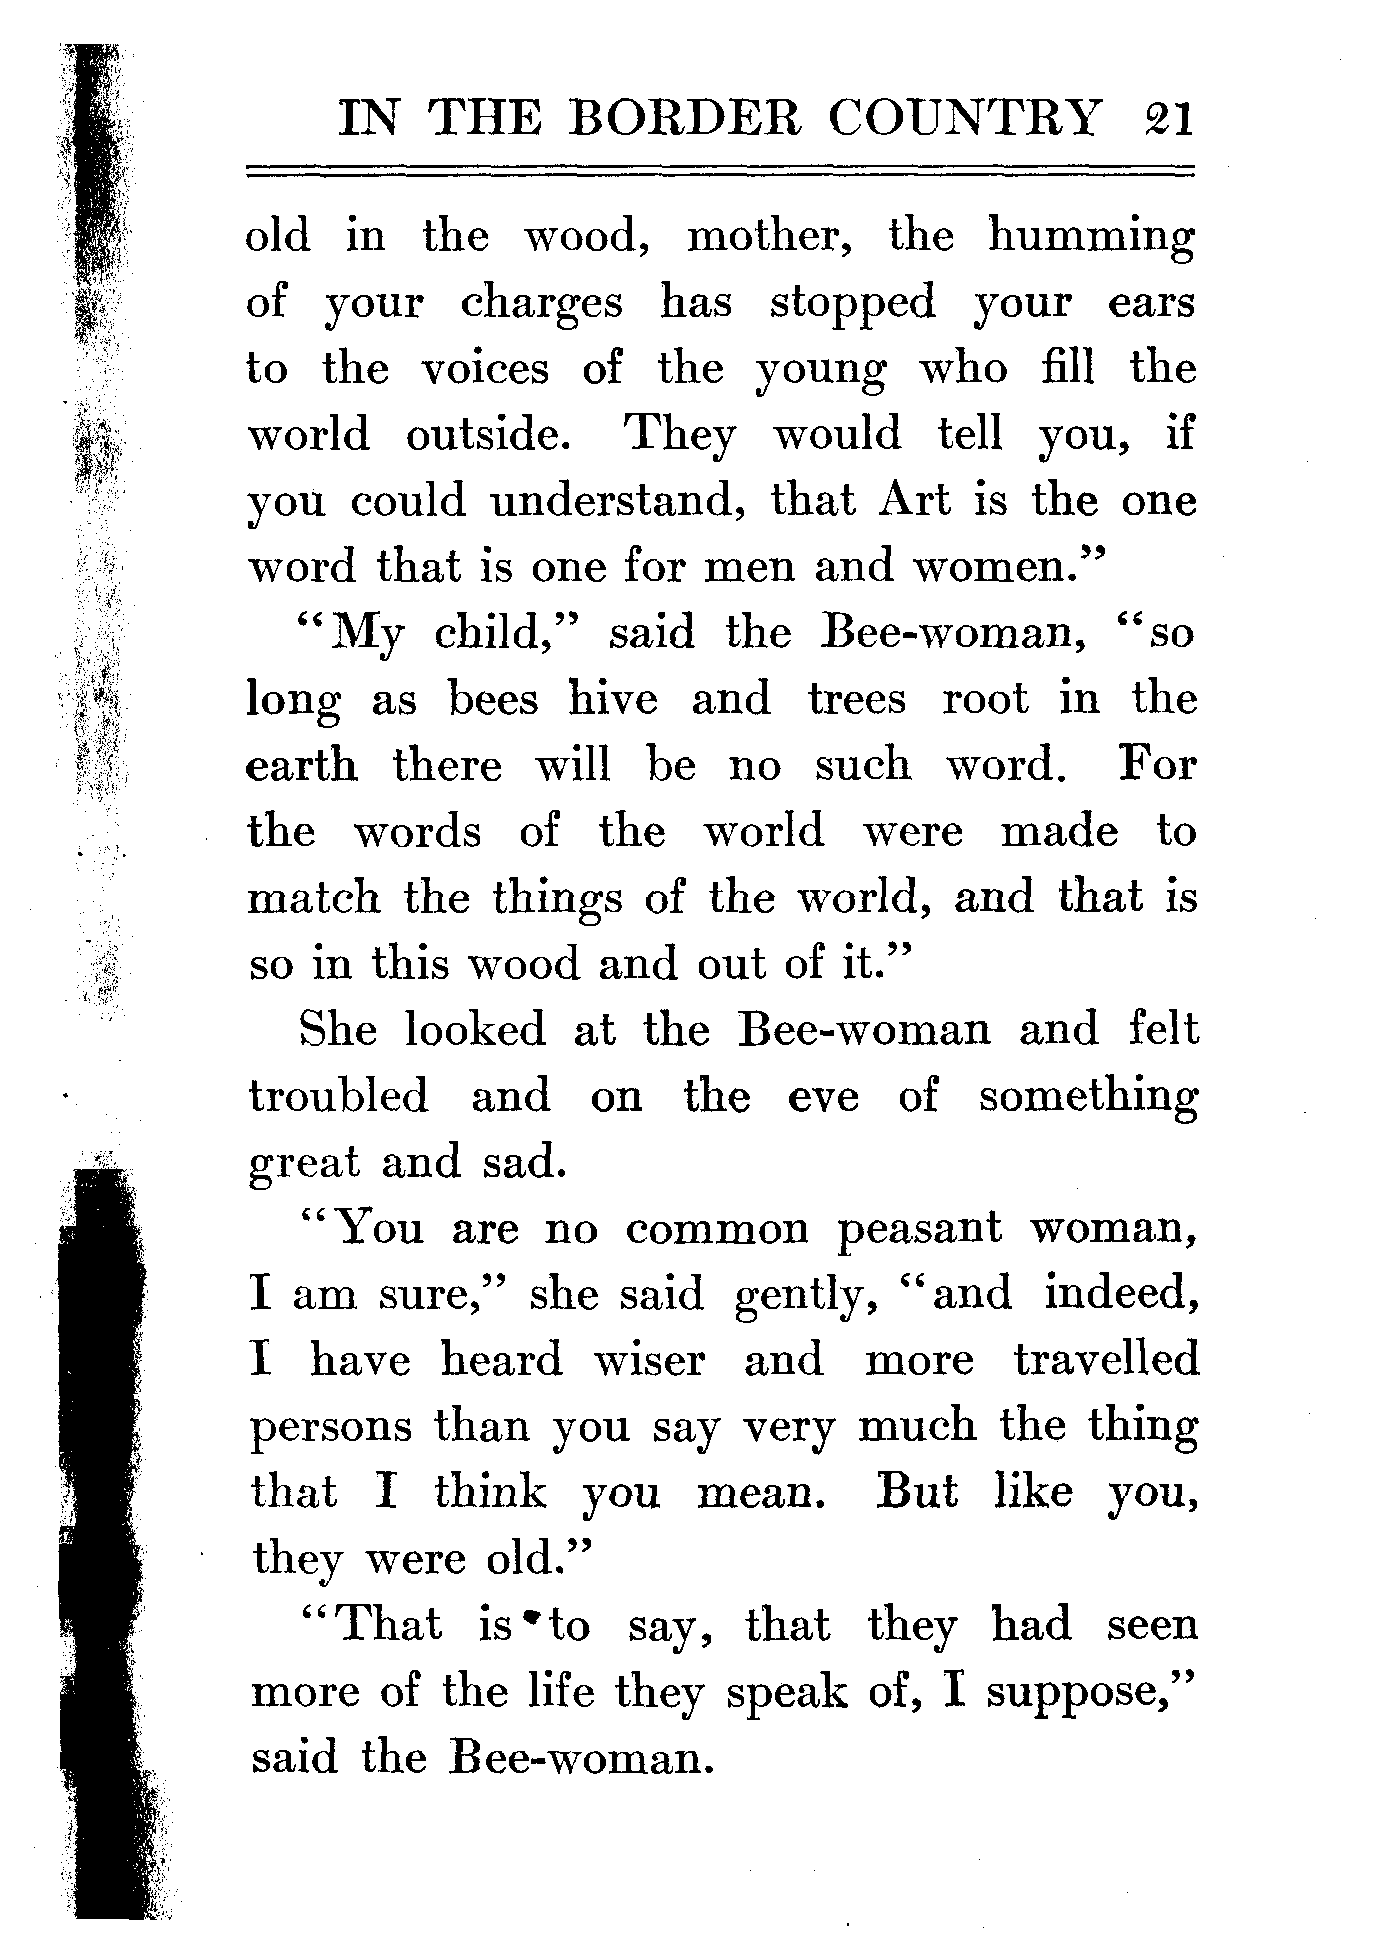 IN THE BORDER COUNTRY 21
old in the wood, mother, the humming
of your charges has stopped your ears
to the voices of the young who fill the
world outside. They would tell you, if
you could understand, that Art is the one
word that is one for men and women."
"My child," said the Bee-woman, "so
long as bees hive and trees root in the
earth there will be no such word. For
the words of the world were made to
match the things of the world, and that is
so in this wood and out of it."
She looked at the Bee-woman and felt
troubled and on the eve of something
great and sad.
"You are no common peasant woman,
I am sure," she said gently, "and indeed,
I have heard wiser and more travelled
persons than you say very much the thing
that I think you mean. But like you,
they were old."
"That is to say, that they had seen
more of the life they speak of, I suppose,"
said the Bee-woman.